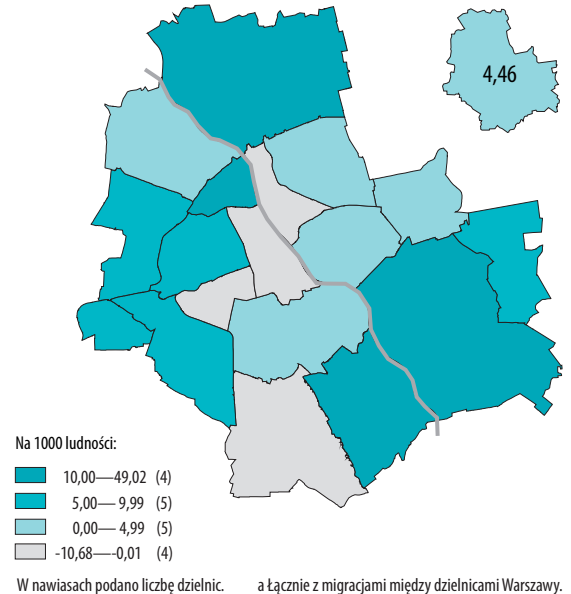 4,46
Na 1000 ludności:
10,00—49,02 (4)
5,00— 9,99 (5)
0,00— 4,99 (5)
-10,68—-0,01 (4)
W nawiasach podano liczbę dzielnic. a Łącznie z migracjami między dzielnicami Warszawy.